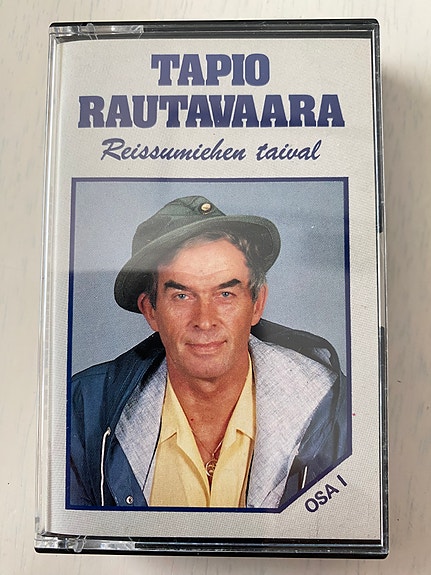 TAPIO
RAUTAVAARA
Reissumiehen taival
OSA I